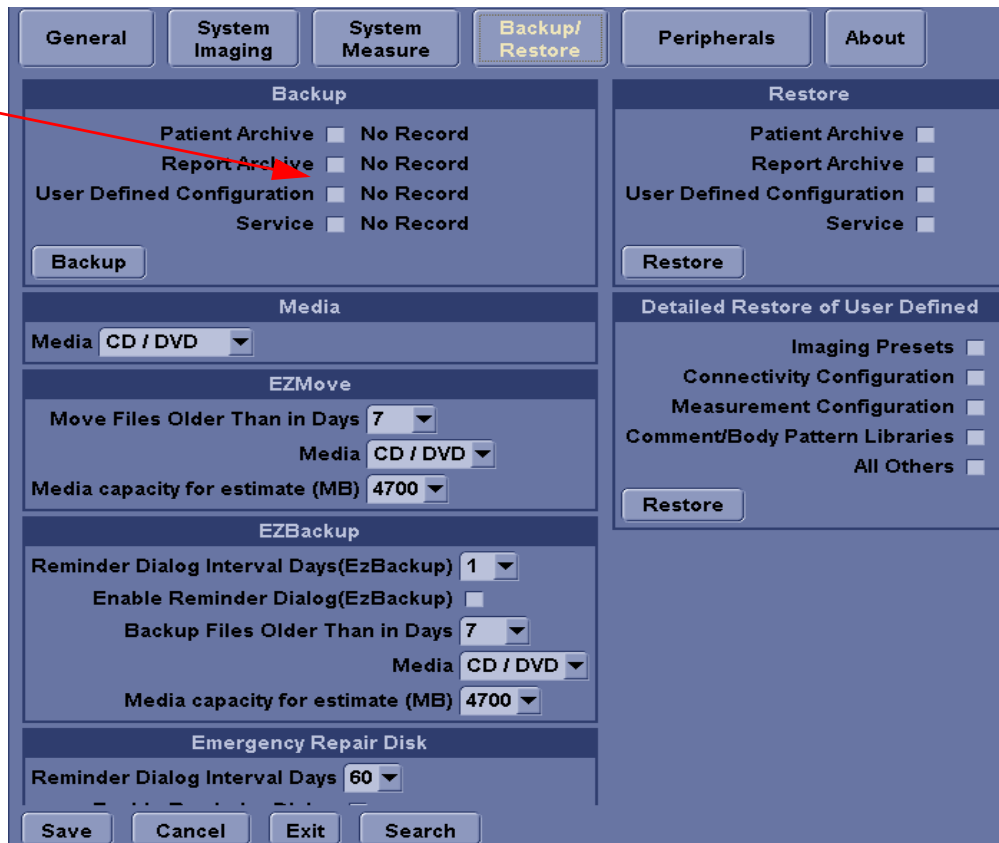 General
System Imaging
System Measure
Backup/ Restore
Peripherals
About
Backup
Patient Archive No Record
Report Archive No Record
User Defined Configuration No Record
Service No Record
Backup
Media
Media CD / DVD
EZMove
Move Files Older Than in Days 7
Media CD / DVD
Media capacity for estimate (MB) 4700
EZBackup
Reminder Dialog Interval Days(EzBackup) 1
Enable Reminder Dialog(EzBackup)
Backup Files Older Than in Days 7
Media CD / DVD
Media capacity for estimate (MB) 4700
Emergency Repair Disk
Reminder Dialog Interval Days 60
Restore
Patient Archive
Report Archive
User Defined Configuration
Service
Restore
Detailed Restore of User Defined
Imaging Presets
Connectivity Configuration
Measurement Configuration
Comment/Body Pattern Libraries
All Others
Restore
Save
Cancel
Exit
Search